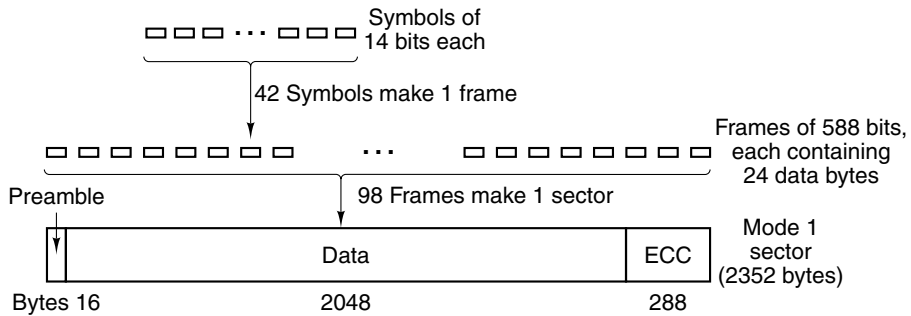 Symbols of
14 bits each
42 Symbols make 1 frame
Frames of 588 bits,
each containing
24 data bytes
Preamble
98 Frames make 1 sector
Data
ECC
Mode 1
sector
(2352 bytes)
Bytes 16
2048
288